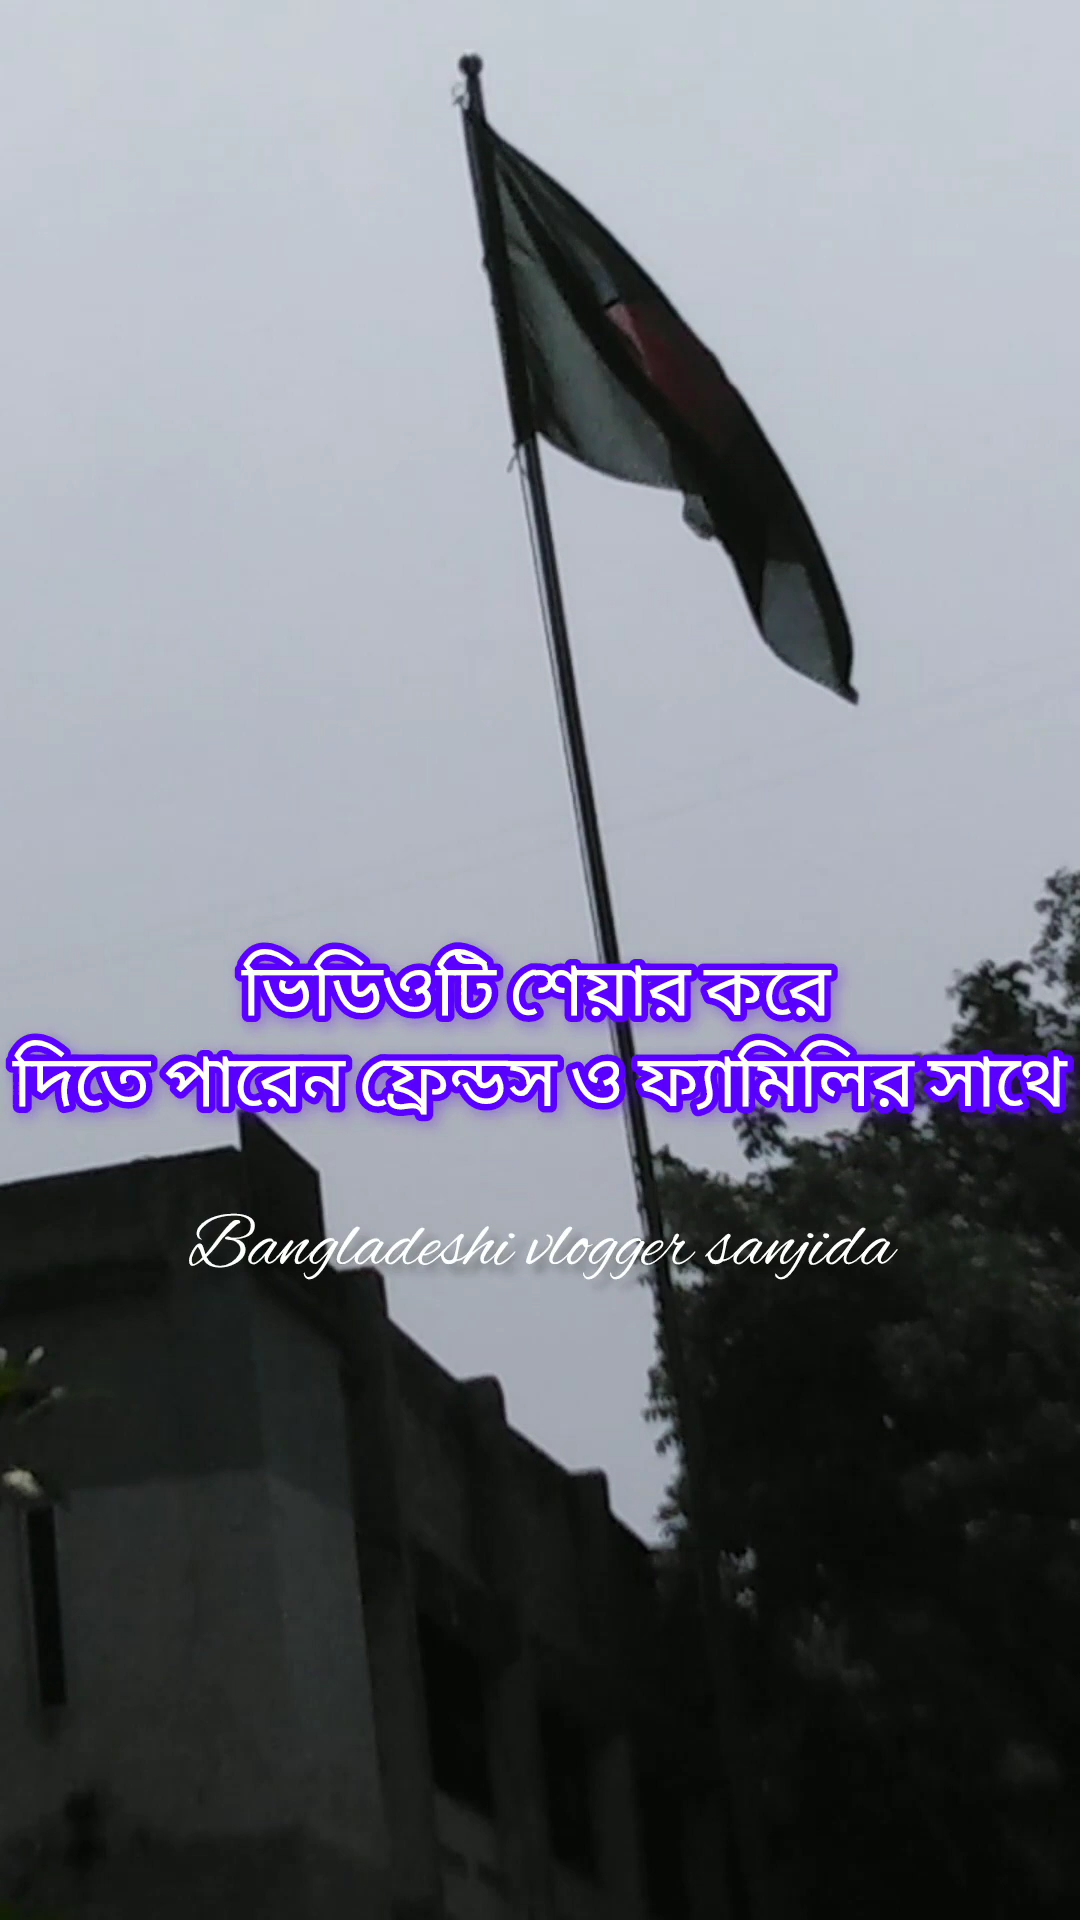 ভিডিওটি শেয়ার করে
দিতে পারেন ফ্রেন্ডস ও ফ্যামিলির সাথে
Bangladeshi vlogger sanjida